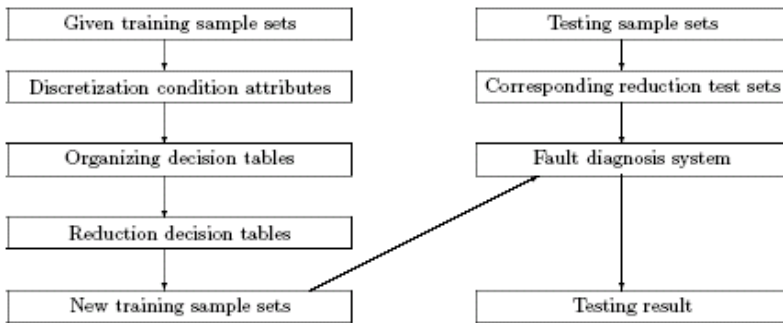 Given training sample sets
Discretization condition attributes
Organizing decision tables
Reduction decision tables
New training sample sets
Testing sample sets
Corresponding reduction test sets
Fault diagnosis system
Testing result